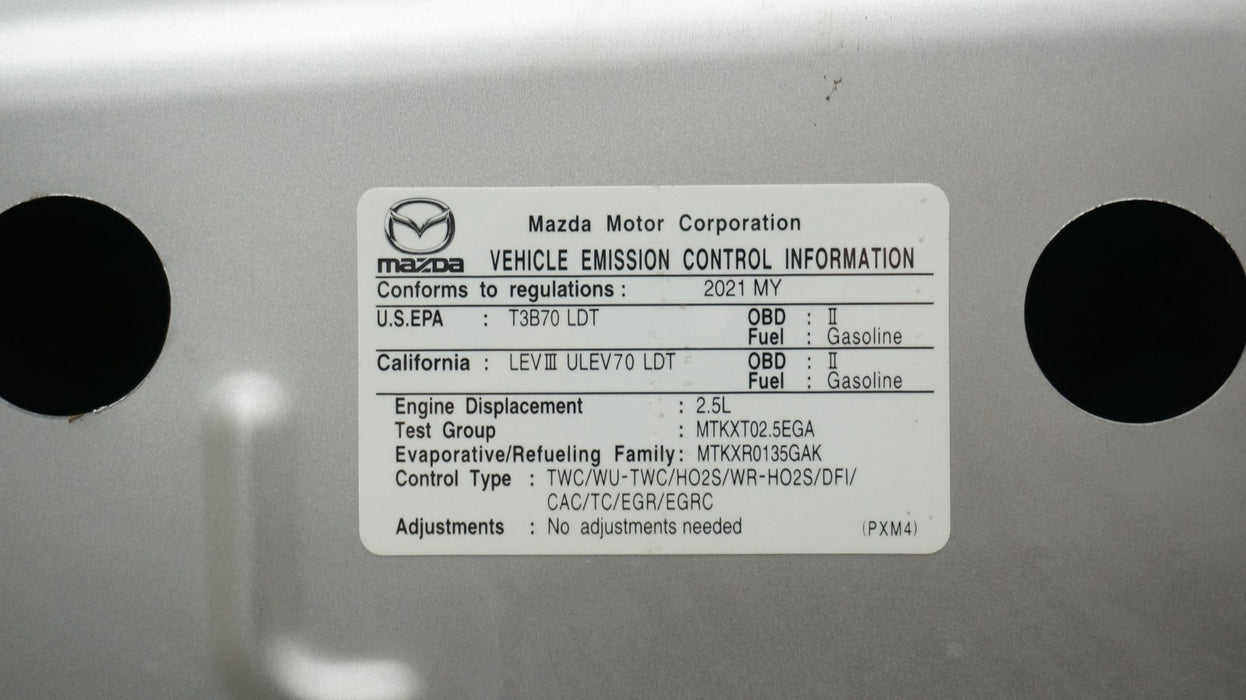 Mazda Motor Corporation
mazda VEHICLE EMISSION CONTROL INFORMATION
Conforms to regulations : 2021 MY
U.S.EPA : T3B70 LDT OBD : Ⅱ
Fuel : Gasoline
California : LEVⅢ ULEV70 LDT OBD : Ⅱ
Fuel : Gasoline
Engine Displacement : 2.5L
Test Group : MTKXT02.5EGA
Evaporative/Refueling Family : MTKXR0135GAK
Control Type : TWC/WU-TWC/HO2S/WR-HO2S/DFI/
CAC/TC/EGR/EGRC
Adjustments : No adjustments needed (PXM4)